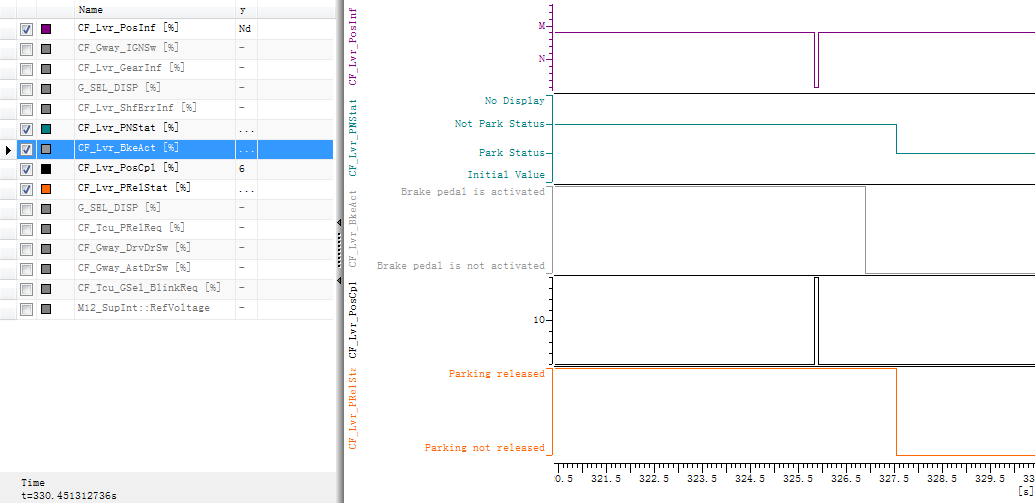 Name y
CF_Lvr_PosInf [%] Nd
CF_Gway_IGNSw [%] -
CF_Lvr_GearInf [%] -
G_SEL_DISP [%] -
CF_Lvr_ShfErrInf [%] -
CF_Lvr_PNStat [%] ...
CF_Lvr_BkeAct [%] ...
CF_Lvr_PosCpl [%] 6
CF_Lvr_PRelStat [%] ...
G_SEL_DISP [%] -
CF_Tcu_PRelReq [%] -
CF_Gway_DrvDrSw [%] -
CF_Gway_AstDrSw [%] -
CF_Tcu_GSel_BlinkReq [%] -
M12_SupInt::RefVoltage -
Time
t=330.451312736s
CF_Lvr_PosInf
M
N
CF_Lvr_PNStat
No Display
Not Park Status
Park Status
Initial Value
CF_Lvr_BkeAct
Brake pedal is activated
Brake pedal is not activated
CF_Lvr_PosCpl
10
CF_Lvr_PRelSta
Parking released
Parking not released
0.5 321.5 322.5 323.5 324.5 325.5 326.5 327.5 328.5 329.5 33
[s]